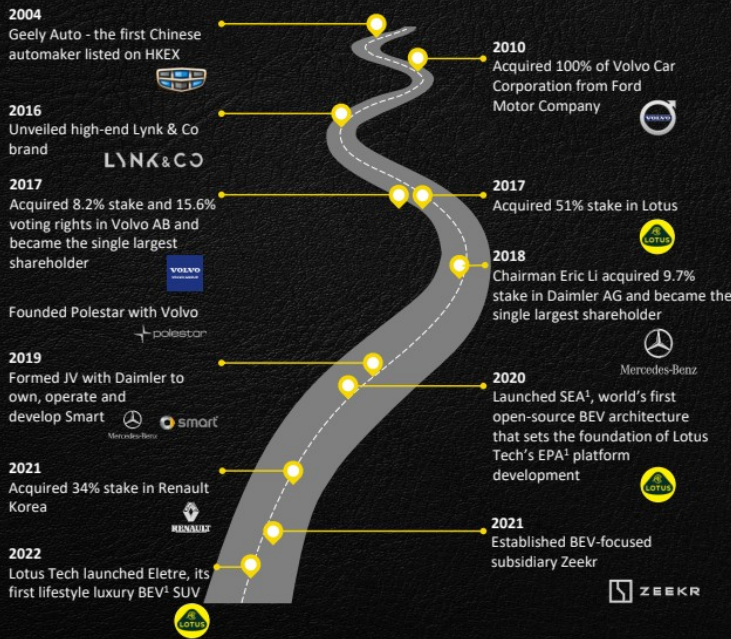 2004
Geely Auto - the first Chinese
automaker listed on HKEX
2010
Acquired 100% of Volvo Car
Corporation from Ford
Motor Company
VOLVO
2016
Unveiled high-end Lynk & Co
brand
LYNK&CO
2017
Acquired 8.2% stake and 15.6%
voting rights in Volvo AB and
became the single largest
shareholder
VOLVO
Founded Polestar with Volvo
polestar
2017
Acquired 51% stake in Lotus
LOTUS
2018
Chairman Eric Li acquired 9.7%
stake in Daimler AG and became the
single largest shareholder
Mercedes-Benz
2019
Formed JV with Daimler to
own, operate and
develop Smart
Mercedes-Benz
smart
2020
Launched SEA¹, world’s first
open-source BEV architecture
that sets the foundation of Lotus
Tech’s EPA¹ platform
development
LOTUS
2021
Acquired 34% stake in Renault
Korea
RENAULT
2021
Established BEV-focused
subsidiary Zeekr
ZEEKR
2022
Lotus Tech launched Eletre, its
first lifestyle luxury BEV¹ SUV
LOTUS